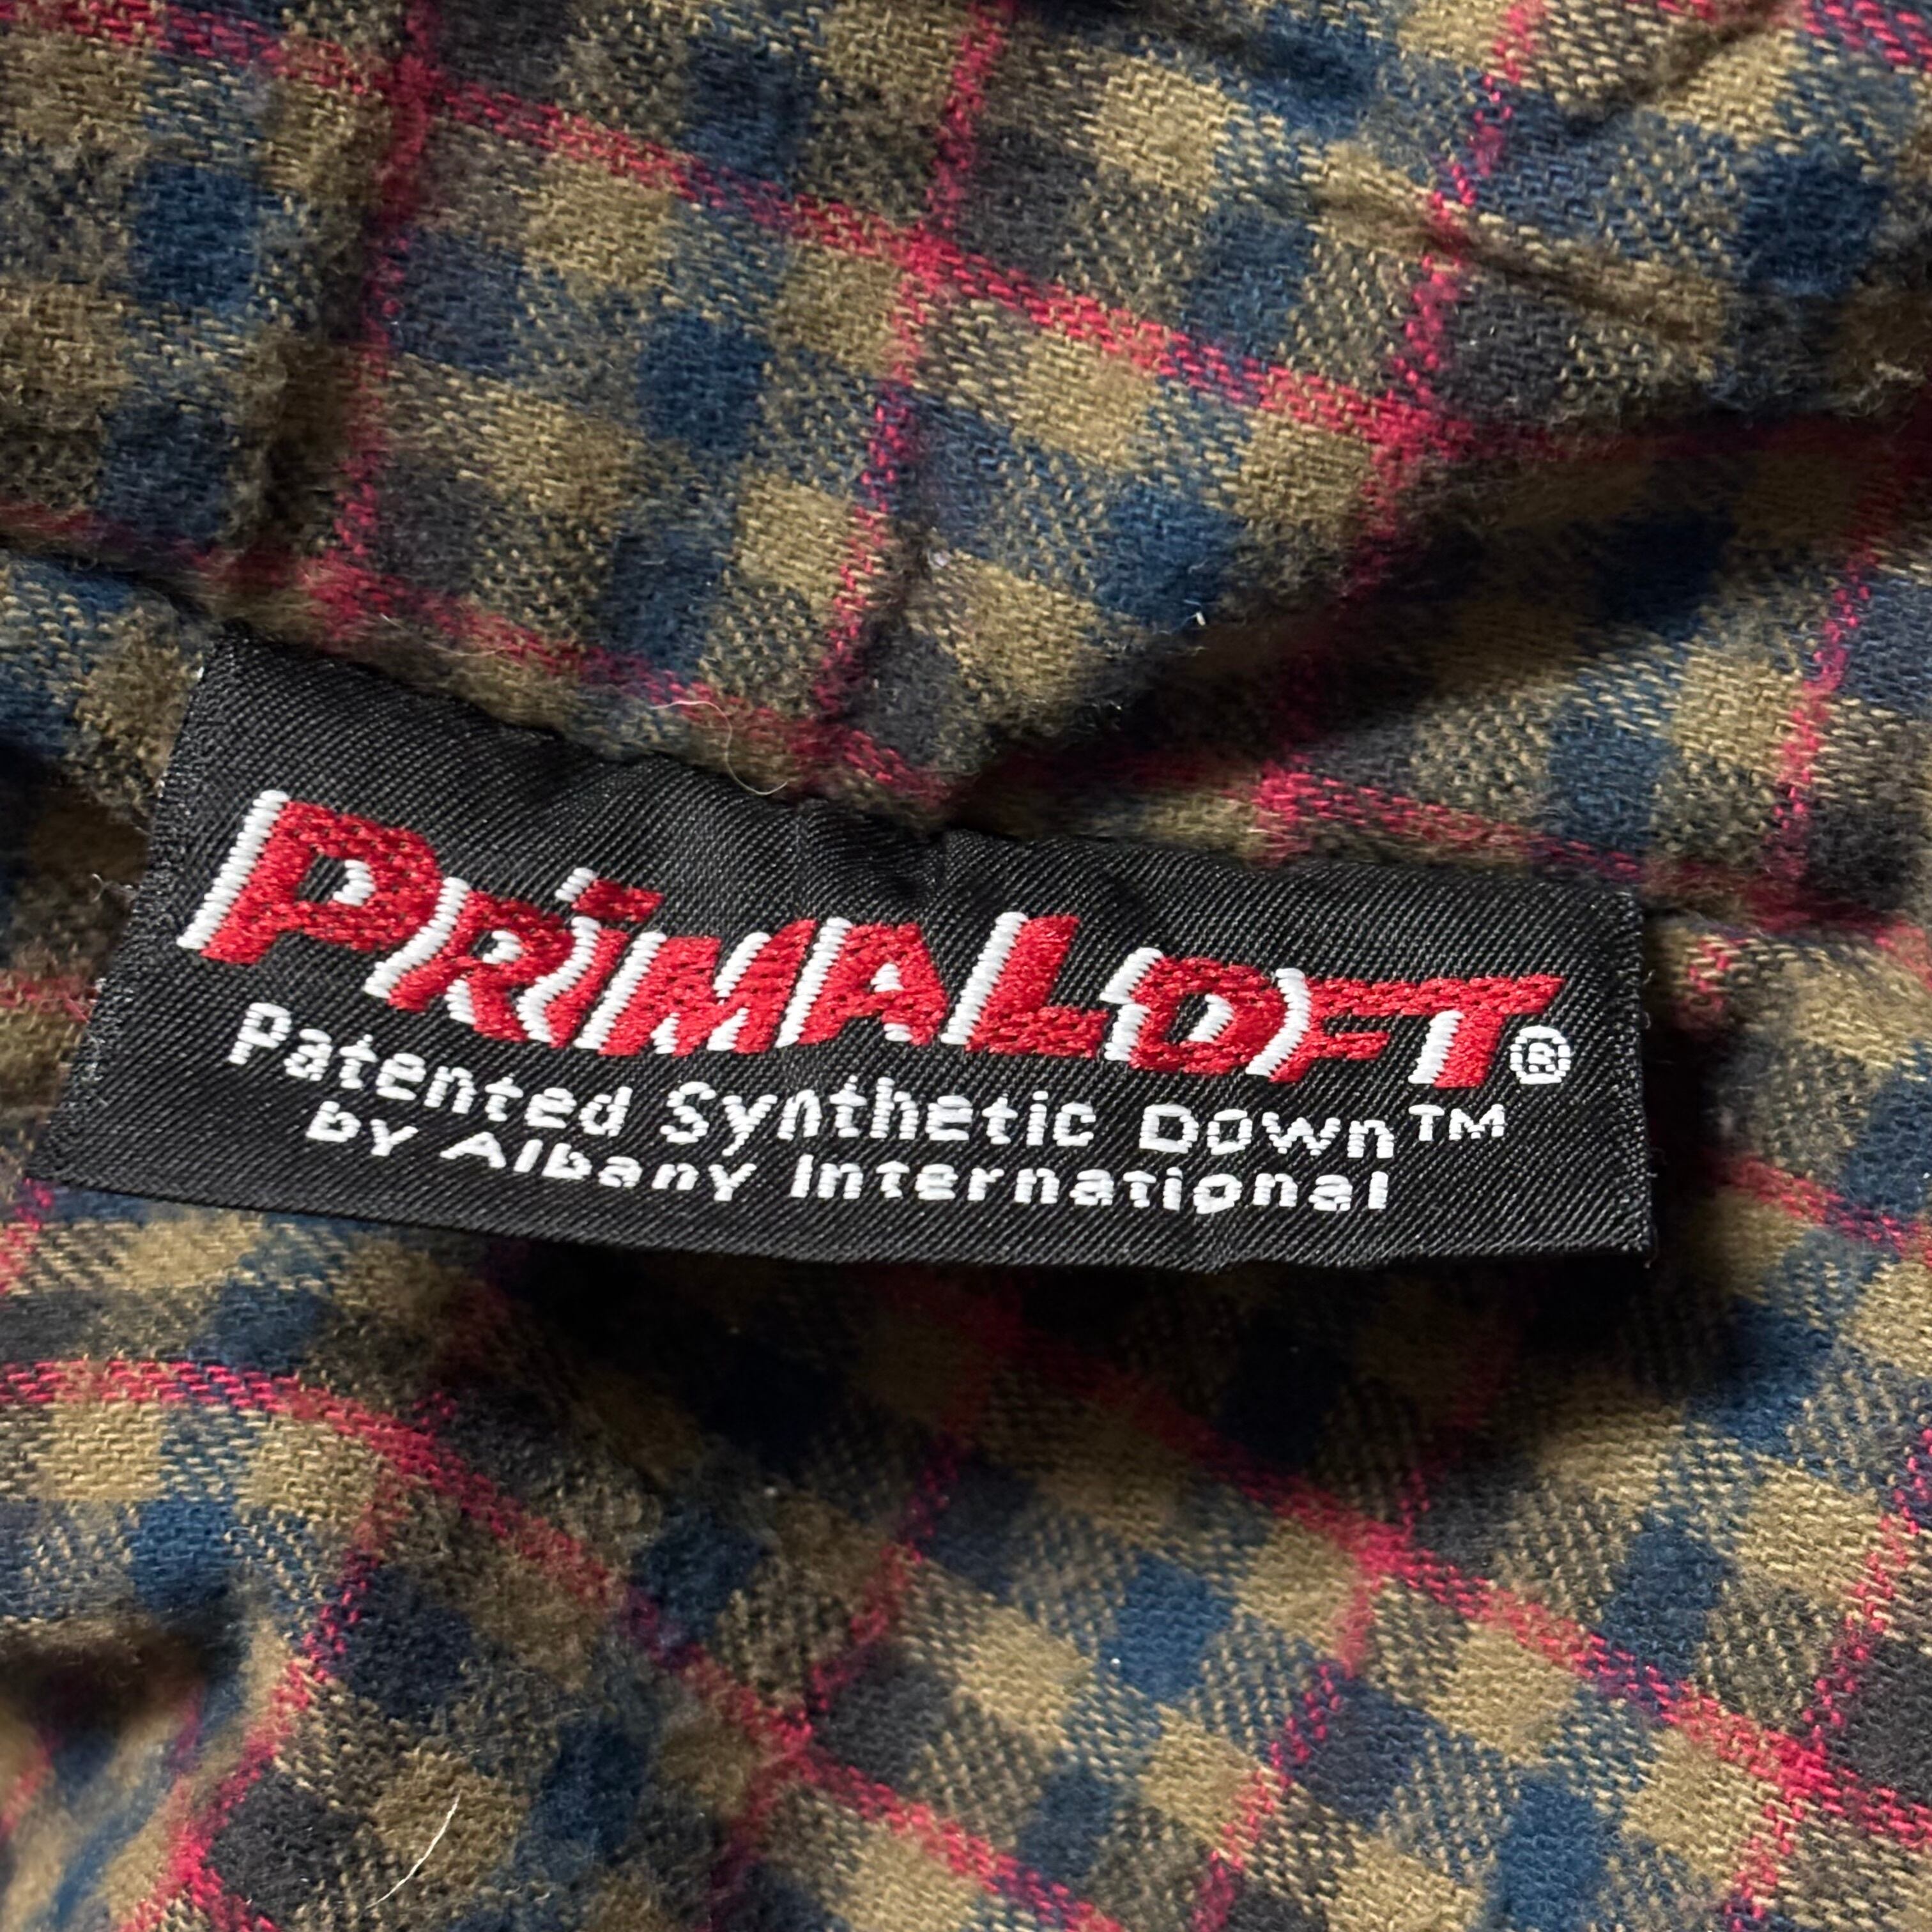 PRiMALOFT®
Patented Synthetic Down™
by Albany International